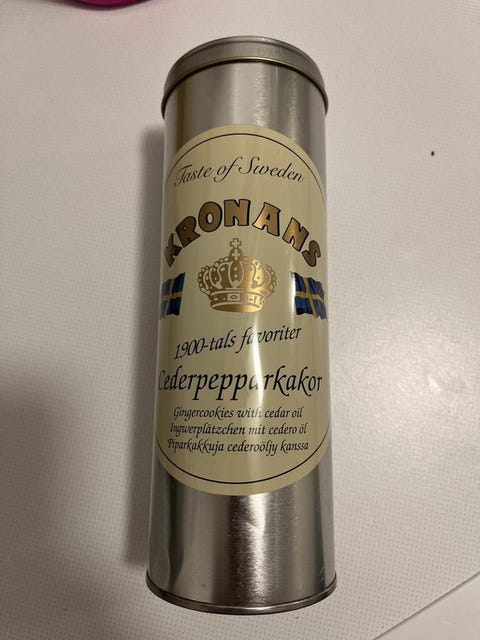 Taste of Sweden
KRONANS
1900-tals favoriter
Cederpepparkakor
Gingercookies with cedar oil
Ingwerplätzchen mit cedero öl
Piparkakkuja cederoöljy kanssa